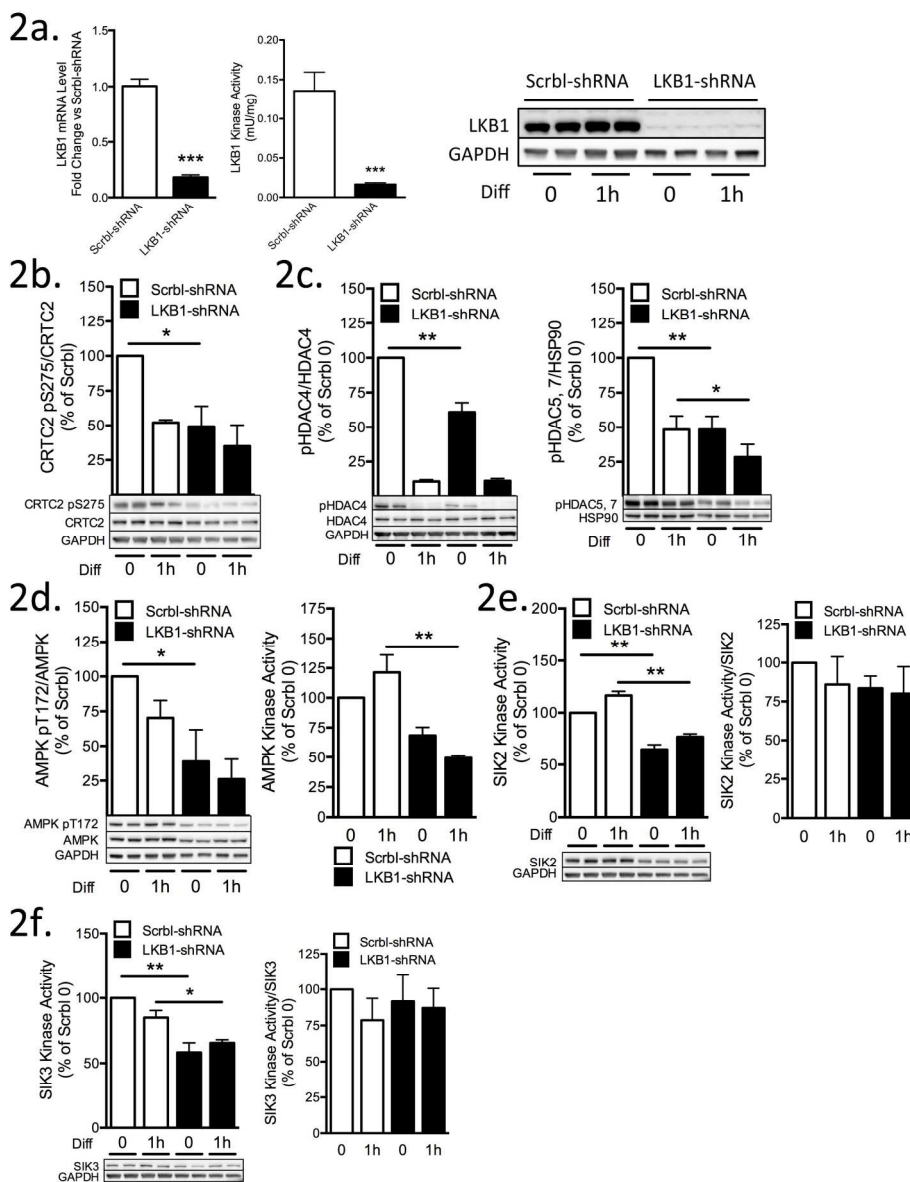 2a.
LKB1 mRNA Level
Fold Change vs Scrbl-shRNA
1.5
1.0
0.5
0.0
***
Scrbl-shRNA
LKB1-shRNA
LKB1 Kinase Activity
(mU/mg)
0.20
0.15
0.10
0.05
0.00
***
Scrbl-shRNA
LKB1-shRNA
Scrbl-shRNA LKB1-shRNA
LKB1
GAPDH
Diff 0 1h 0 1h
2b.
CRTC2 pS275/CRTC2
(% of Scrbl)
150
125
100
75
50
25
Scrbl-shRNA
LKB1-shRNA
*
CRTC2 pS275
CRTC2
GAPDH
Diff 0 1h 0 1h
2c.
pHDAC4/HDAC4
(% of Scrbl 0)
150
125
100
75
50
25
Scrbl-shRNA
LKB1-shRNA
**
pHDAC4
HDAC4
GAPDH
Diff 0 1h 0 1h
pHDAC5, 7/HSP90
(% of Scrbl 0)
150
125
100
75
50
25
Scrbl-shRNA
LKB1-shRNA
**
*
pHDAC5, 7
HSP90
Diff 0 1h 0 1h
2d.
AMPK pT172/AMPK
(% of Scrbl)
150
125
100
75
50
25
Scrbl-shRNA
LKB1-shRNA
*
AMPK pT172
AMPK
GAPDH
Diff 0 1h 0 1h
AMPK Kinase Activity
(% of Scrbl 0)
175
150
125
100
75
50
25
0
**
0 1h 0 1h
Scrbl-shRNA
LKB1-shRNA
2e.
SIK2 Kinase Activity
(% of Scrbl 0)
200
150
100
50
0
Scrbl-shRNA
LKB1-shRNA
**
**
Diff 0 1h 0 1h
SIK2
GAPDH
SIK2 Kinase Activity/SIK2
(% of Scrbl 0)
150
125
100
75
50
25
0
Scrbl-shRNA
LKB1-shRNA
0 1h 0 1h
2f.
SIK3 Kinase Activity
(% of Scrbl 0)
150
100
50
0
Scrbl-shRNA
LKB1-shRNA
**
*
Diff 0 1h 0 1h
SIK3
GAPDH
SIK3 Kinase Activity/SIK3
(% of Scrbl 0)
125
100
75
50
25
0
Scrbl-shRNA
LKB1-shRNA
0 1h 0 1h